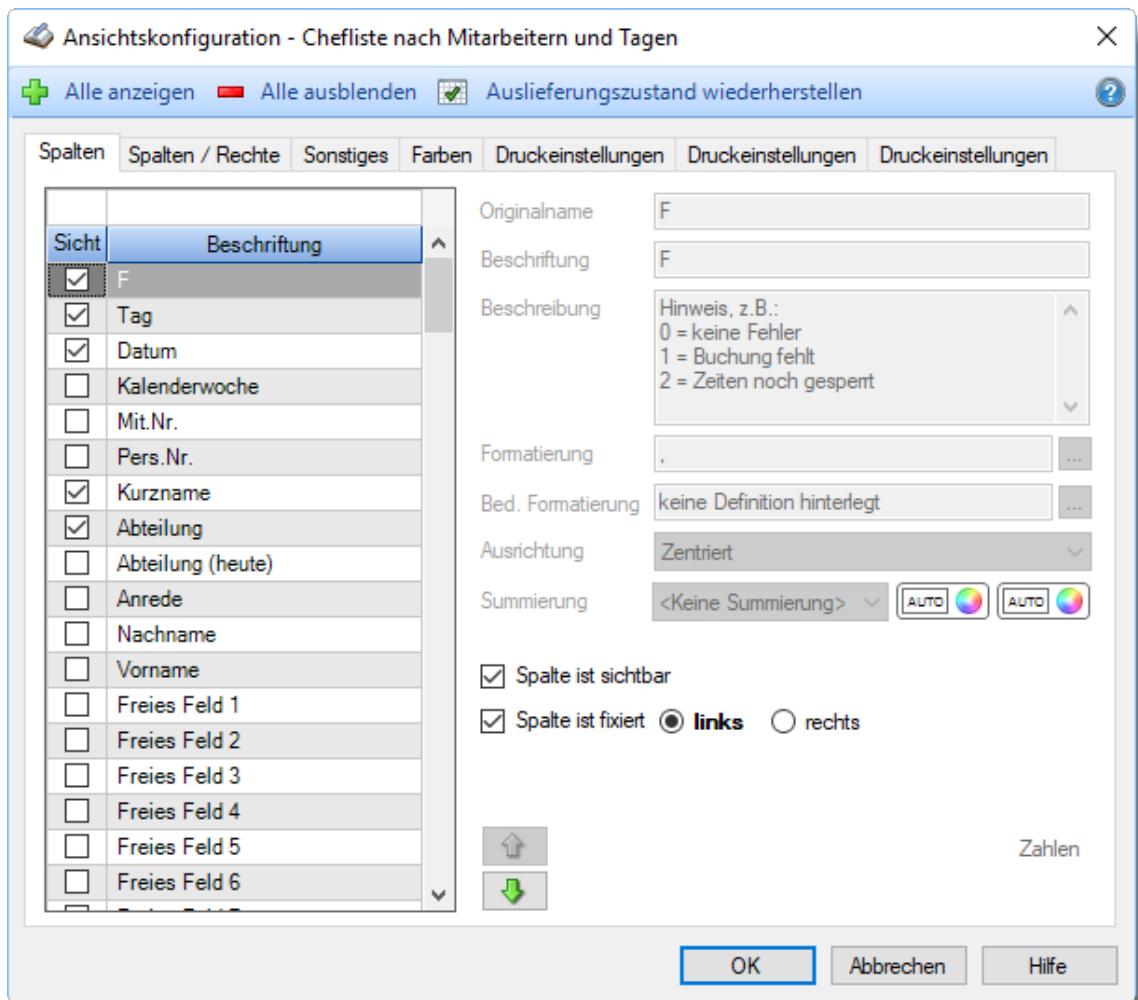 Ansichtskonfiguration - Chefliste nach Mitarbeitern und Tagen
Alle anzeigen Alle ausblenden Auslieferungszustand wiederherstellen ?
Spalten Spalten / Rechte Sonstiges Farben Druckeinstellungen Druckeinstellungen Druckeinstellungen
Sicht Beschriftung
F
Tag
Datum
Kalenderwoche
Mit.Nr.
Pers.Nr.
Kurzname
Abteilung
Abteilung (heute)
Anrede
Nachname
Vorname
Freies Feld 1
Freies Feld 2
Freies Feld 3
Freies Feld 4
Freies Feld 5
Freies Feld 6
Originalname F
Beschriftung F
Beschreibung Hinweis, z.B.:
0 = keine Fehler
1 = Buchung fehlt
2 = Zeiten noch gesperrt
Formatierung , ...
Bed. Formatierung keine Definition hinterlegt ...
Ausrichtung Zentriert
Summierung <Keine Summierung> AUTO AUTO
Spalte ist sichtbar
Spalte ist fixiert links rechts
Zahlen
OK Abbrechen Hilfe